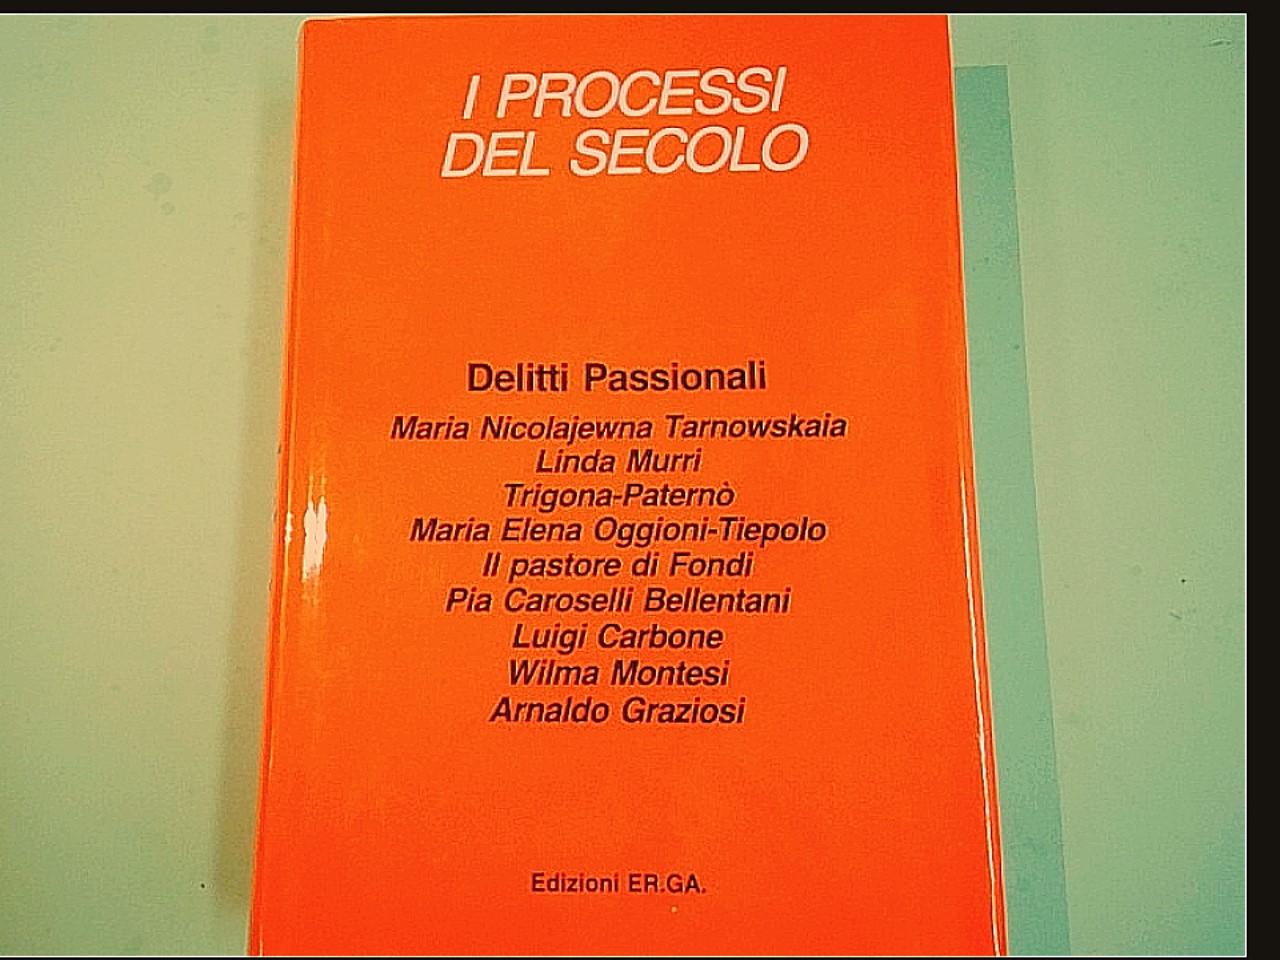 I PROCESSI
DEL SECOLO
Delitti Passionali
Maria Nicolajewna Tarnowskaia
Linda Murri
Trigona-Paternò
Maria Elena Oggioni-Tiepolo
Il pastore di Fondi
Pia Caroselli Bellentani
Luigi Carbone
Wilma Montesi
Arnaldo Graziosi
Edizioni ER.GA.